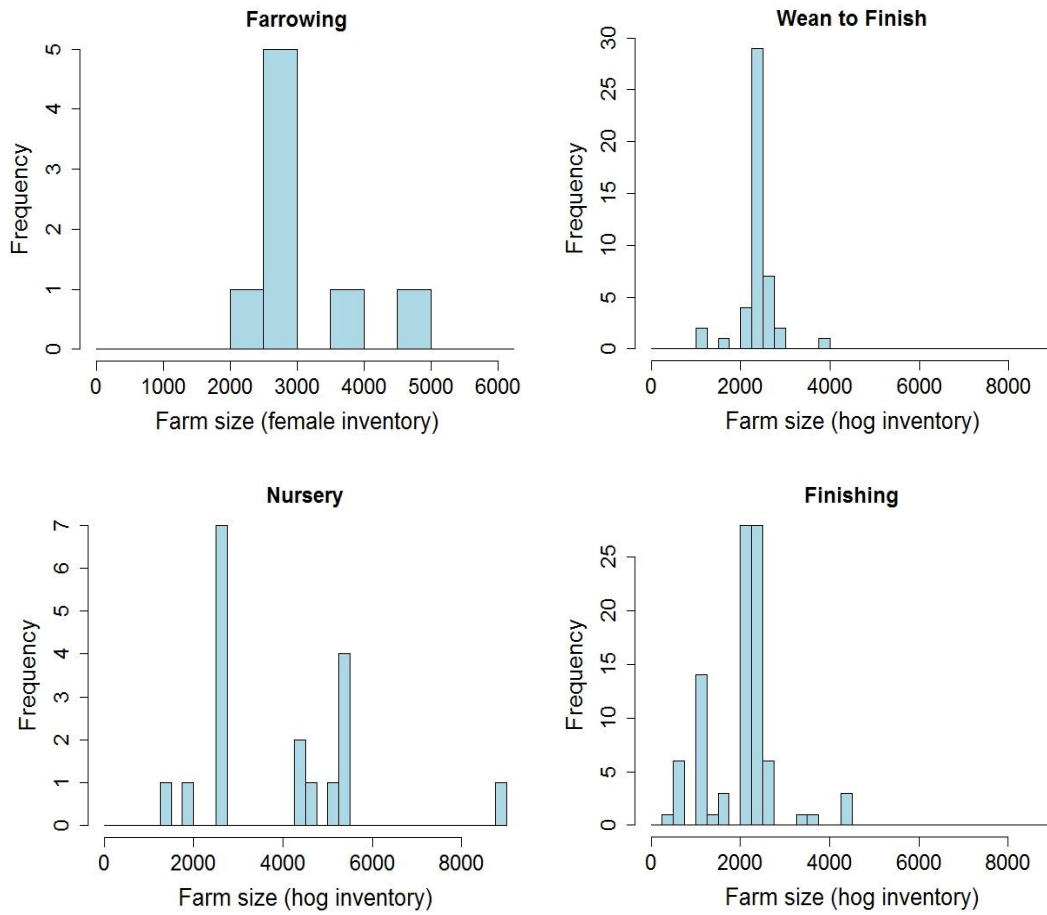 Farrowing
Frequency
0 1 2 3 4 5
0 1000 2000 3000 4000 5000 6000
Farm size (female inventory)
Wean to Finish
Frequency
0 5 10 15 20 25 30
0 2000 4000 6000 8000
Farm size (hog inventory)
Nursery
Frequency
0 1 2 3 4 5 6 7
0 2000 4000 6000 8000
Farm size (hog inventory)
Finishing
Frequency
0 5 10 15 20 25
0 2000 4000 6000 8000
Farm size (hog inventory)